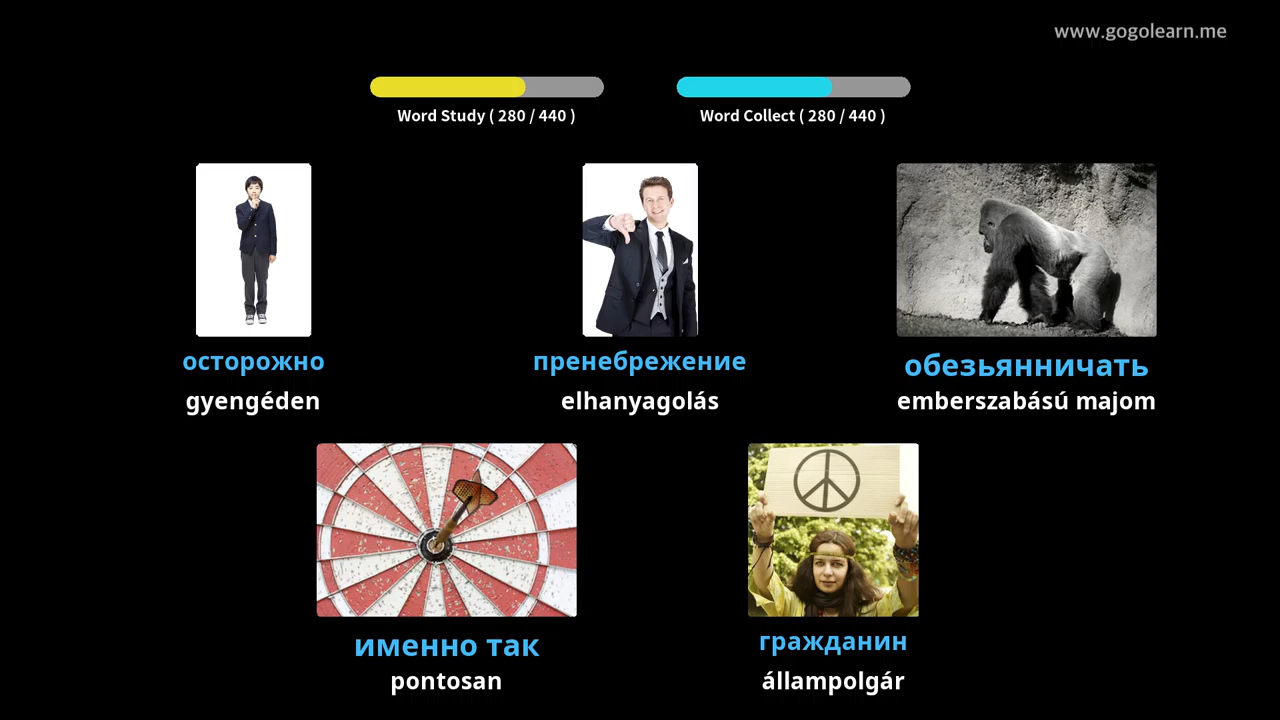 www.gogolearn.me
Word Study ( 280 / 440 )
Word Collect ( 280 / 440 )
осторожно
gyengéden
пренебрежение
elhanyagolás
обезьянничать
emberszabású majom
именно так
pontosan
гражданин
állampolgár